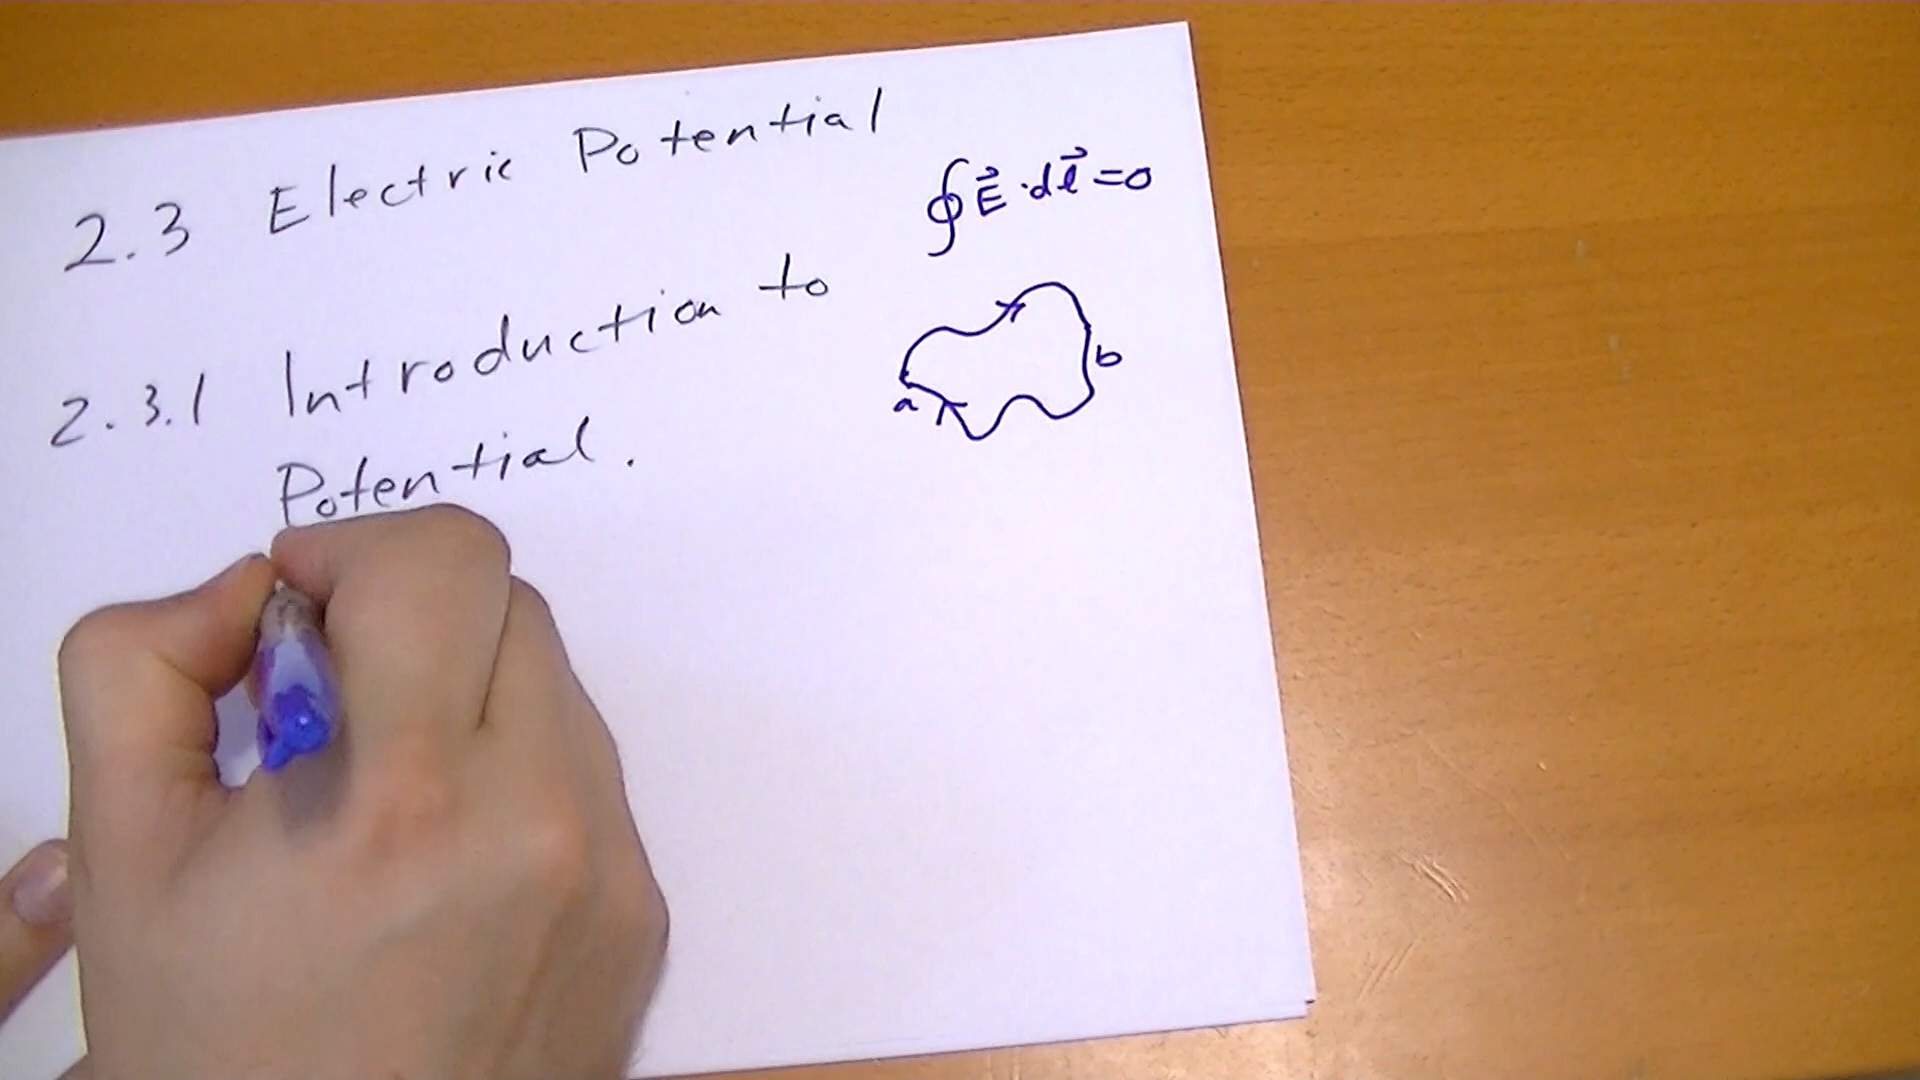 2.3 Electric Potential
∮E⃗ · dl⃗ = 0
2.3.1 Introduction to
Potential.
b
a